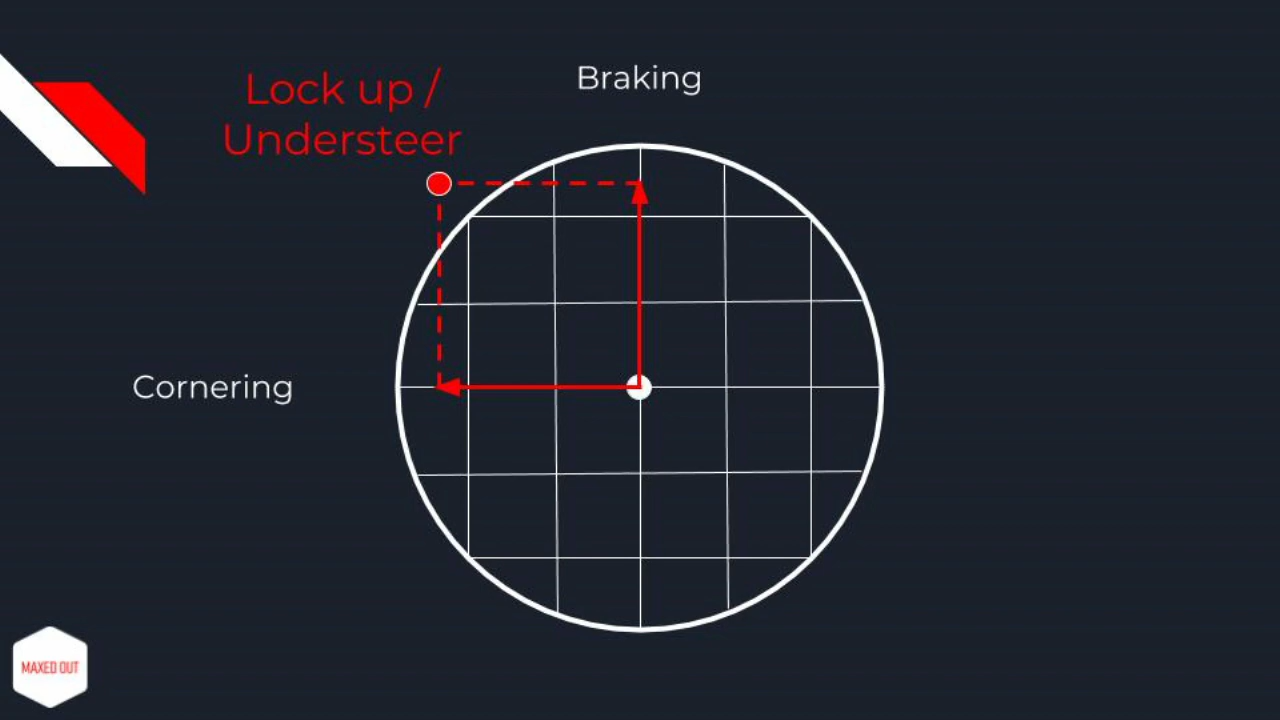 Lock up /
Understeer
Braking
Cornering
MAXED OUT